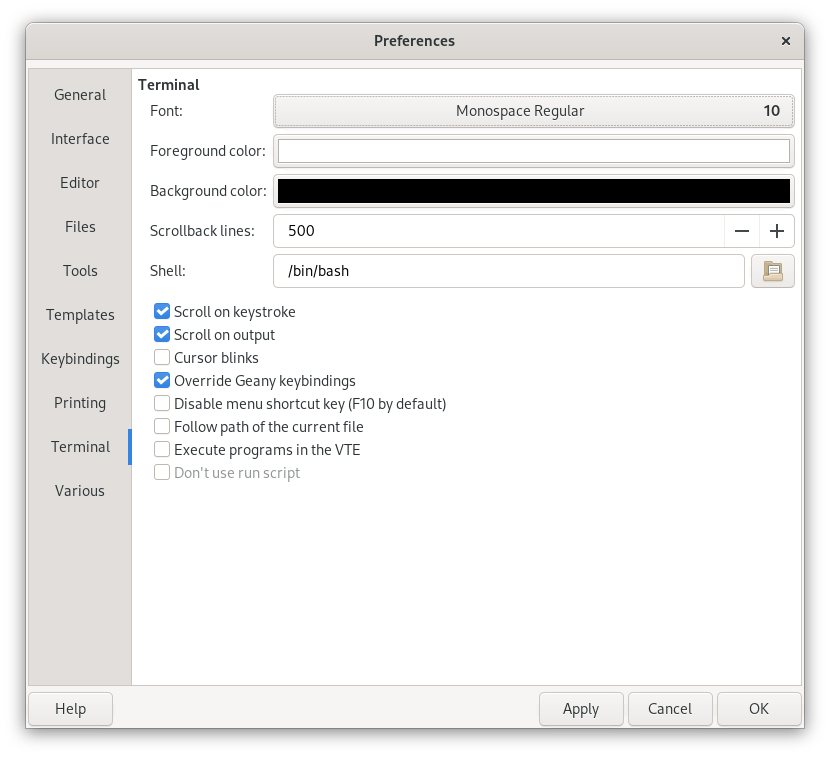 Preferences
General
Interface
Editor
Files
Tools
Templates
Keybindings
Printing
Terminal
Various
Terminal
Font: Monospace Regular 10
Foreground color:
Background color:
Scrollback lines: 500
Shell: /bin/bash
Scroll on keystroke
Scroll on output
Cursor blinks
Override Geany keybindings
Disable menu shortcut key (F10 by default)
Follow path of the current file
Execute programs in the VTE
Don't use run script
Help Apply Cancel OK